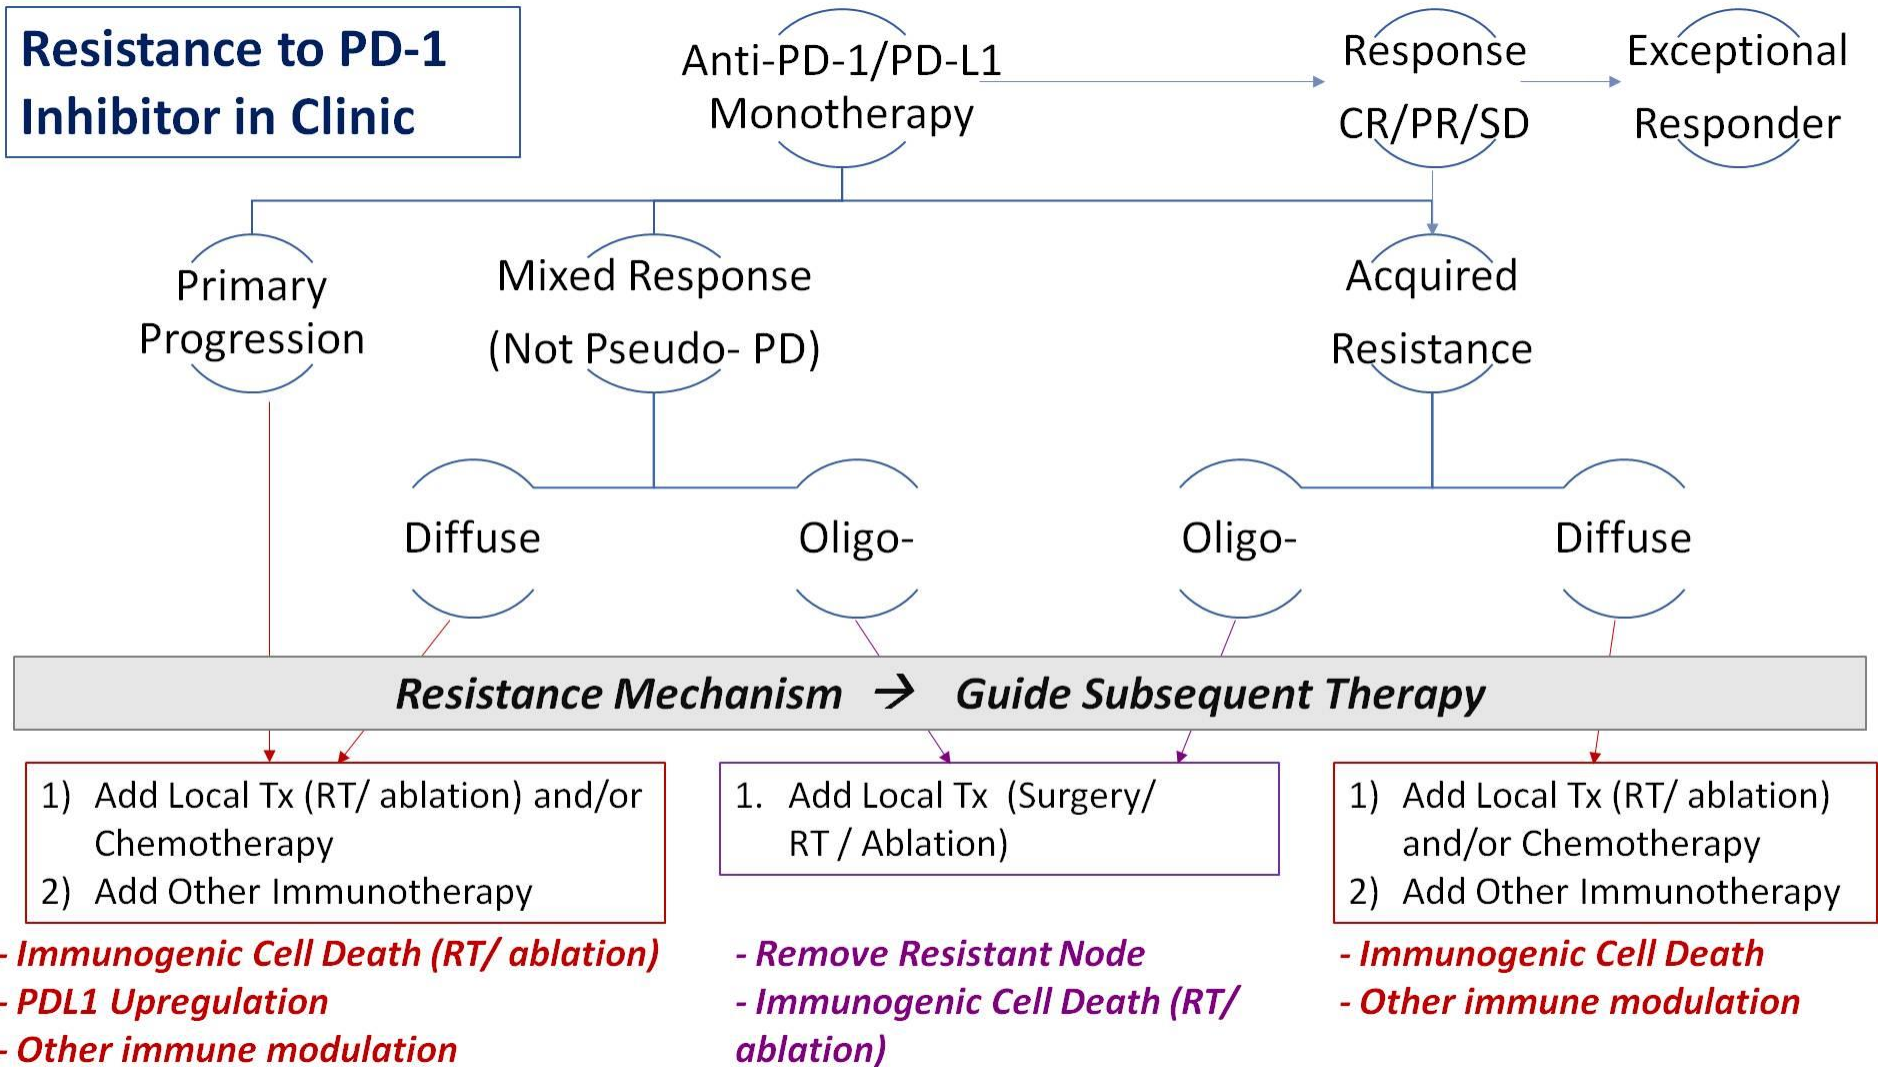 Resistance to PD-1
Inhibitor in Clinic
Anti-PD-1/PD-L1
Monotherapy
Response
CR/PR/SD
Exceptional
Responder
Primary
Progression
Mixed Response
(Not Pseudo- PD)
Acquired
Resistance
Diffuse
Oligo-
Oligo-
Diffuse
Resistance Mechanism → Guide Subsequent Therapy
1) Add Local Tx (RT/ ablation) and/or
Chemotherapy
2) Add Other Immunotherapy
- Immunogenic Cell Death (RT/ ablation)
- PDL1 Upregulation
- Other immune modulation
1. Add Local Tx (Surgery/
RT / Ablation)
- Remove Resistant Node
- Immunogenic Cell Death (RT/
ablation)
1) Add Local Tx (RT/ ablation)
and/or Chemotherapy
2) Add Other Immunotherapy
- Immunogenic Cell Death
- Other immune modulation